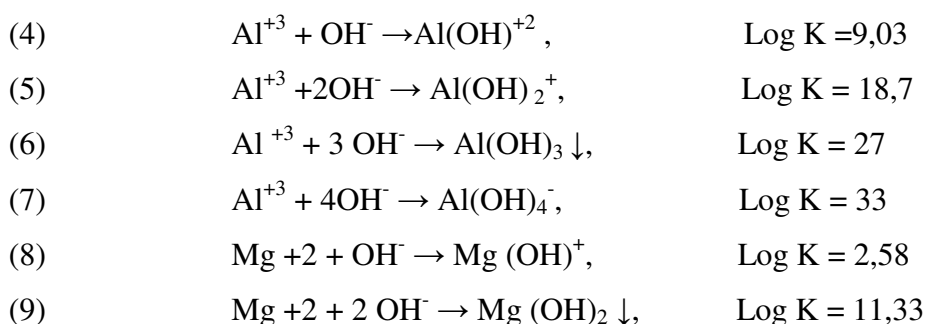 (4) Al⁺³ + OH⁻ →Al(OH)⁺² , Log K =9,03
(5) Al⁺³ +2OH⁻ → Al(OH) ₂⁺, Log K = 18,7
(6) Al ⁺³ + 3 OH⁻ → Al(OH)₃ ↓, Log K = 27
(7) Al⁺³ + 4OH⁻ → Al(OH)₄⁻, Log K = 33
(8) Mg +2 + OH⁻ → Mg (OH)⁺, Log K = 2,58
(9) Mg +2 + 2 OH⁻ → Mg (OH)₂ ↓, Log K = 11,33